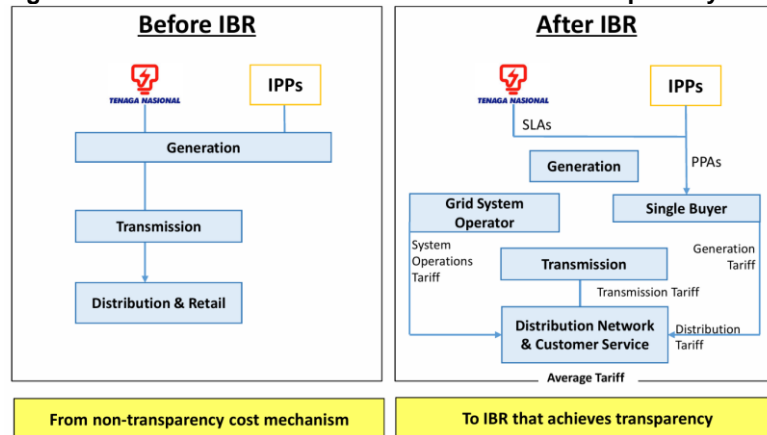 Before IBR
TENAGA NASIONAL
IPPs
Generation
Transmission
Distribution & Retail
From non-transparency cost mechanism
After IBR
TENAGA NASIONAL
IPPs
SLAs
PPAs
Generation
Grid System
Operator
Single Buyer
System
Operations
Tariff
Generation
Tariff
Transmission
Transmission Tariff
Distribution Network
& Customer Service
Distribution
Tariff
Average Tariff
To IBR that achieves transparency